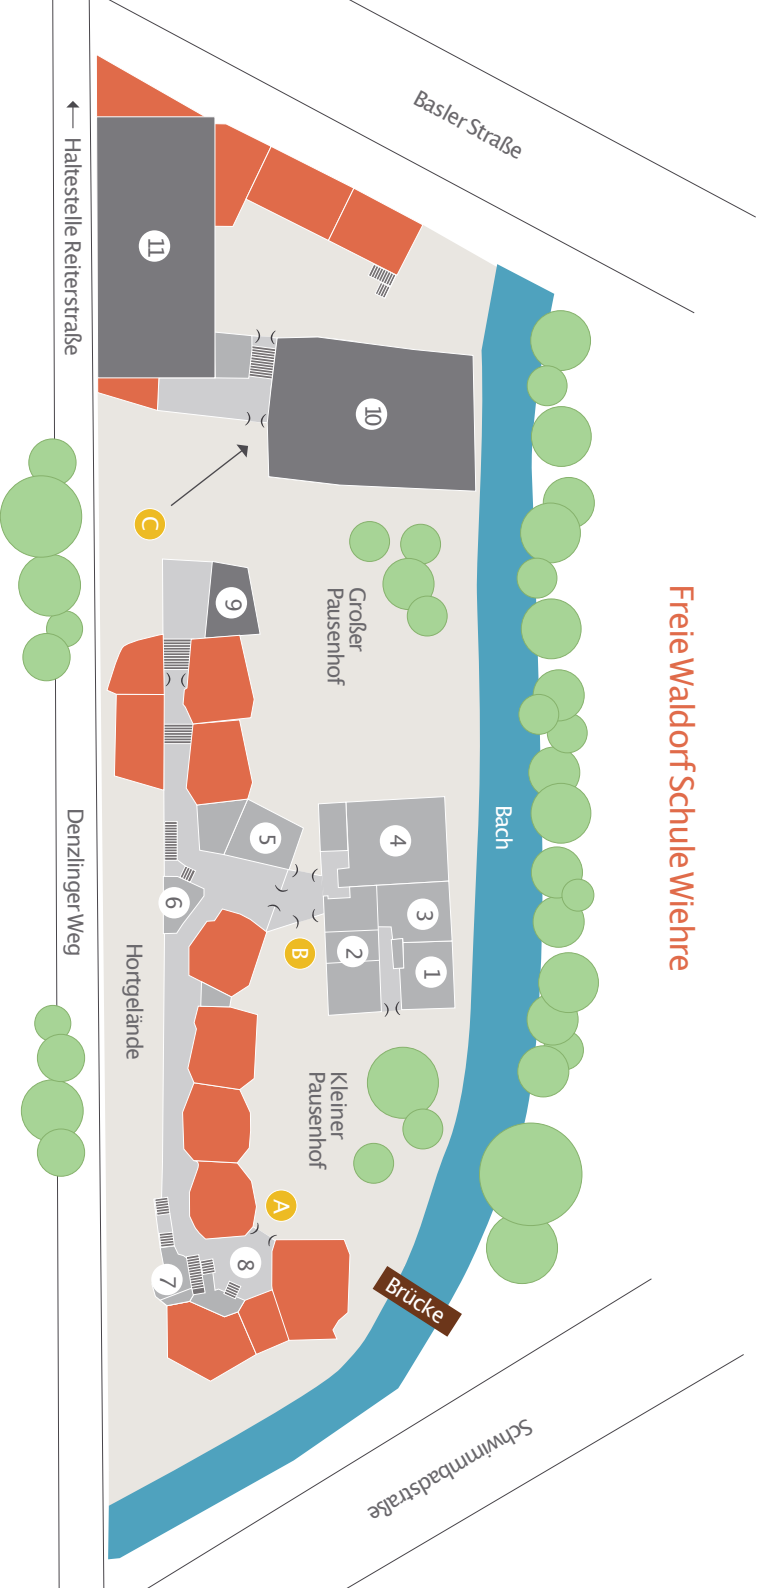 Freie Waldorf Schule Wiehre
Basler Straße
← Haltestelle Reiterstraße
11
10
C
9
Großer
Pausenhof
Bach
4
5
3
6
2
B
1
Denzlinger Weg
Hortgelände
Kleiner
Pausenhof
A
8
7
Brücke
Schwimmbadstraße